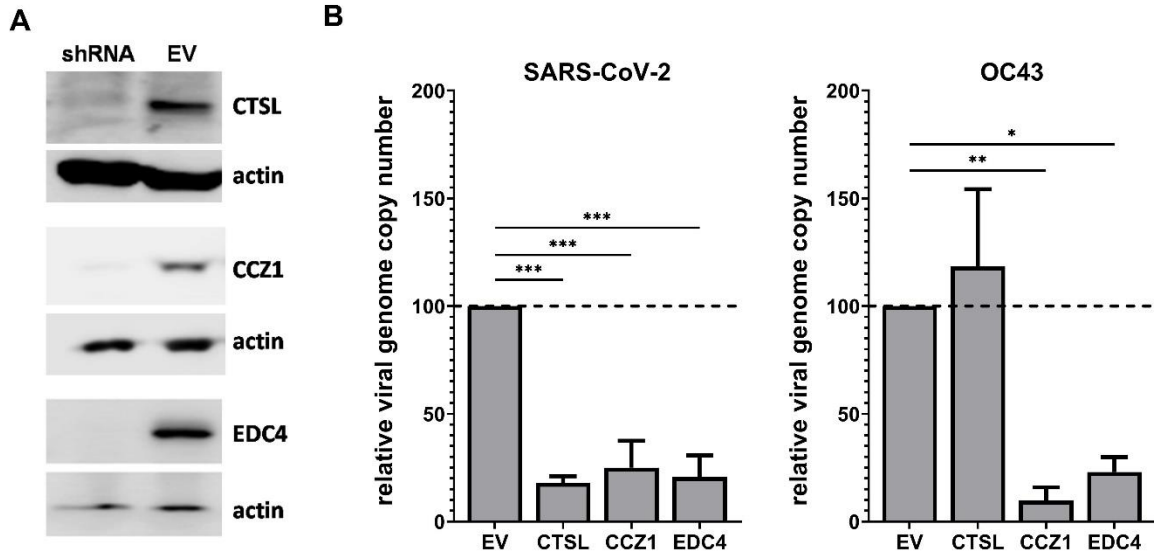 A
shRNA EV
CTSL
actin
CCZ1
actin
EDC4
actin
B
SARS-CoV-2
relative viral genome copy number
200
150
100
50
0
***
***
***
EV CTSL CCZ1 EDC4
OC43
relative viral genome copy number
200
150
100
50
0
*
**
EV CTSL CCZ1 EDC4